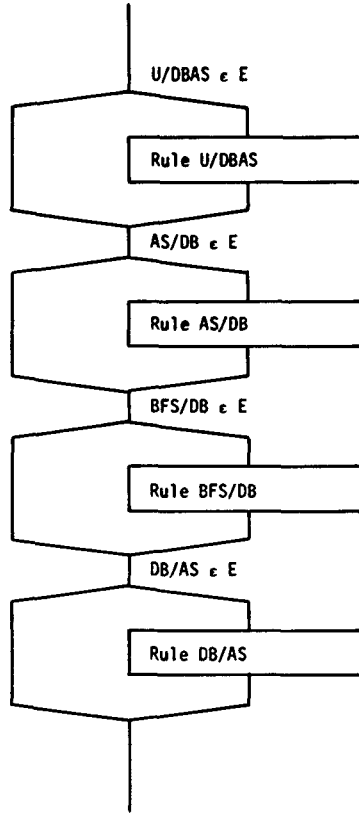 U/DBAS ε E
Rule U/DBAS
AS/DB ε E
Rule AS/DB
BFS/DB ε E
Rule BFS/DB
DB/AS ε E
Rule DB/AS